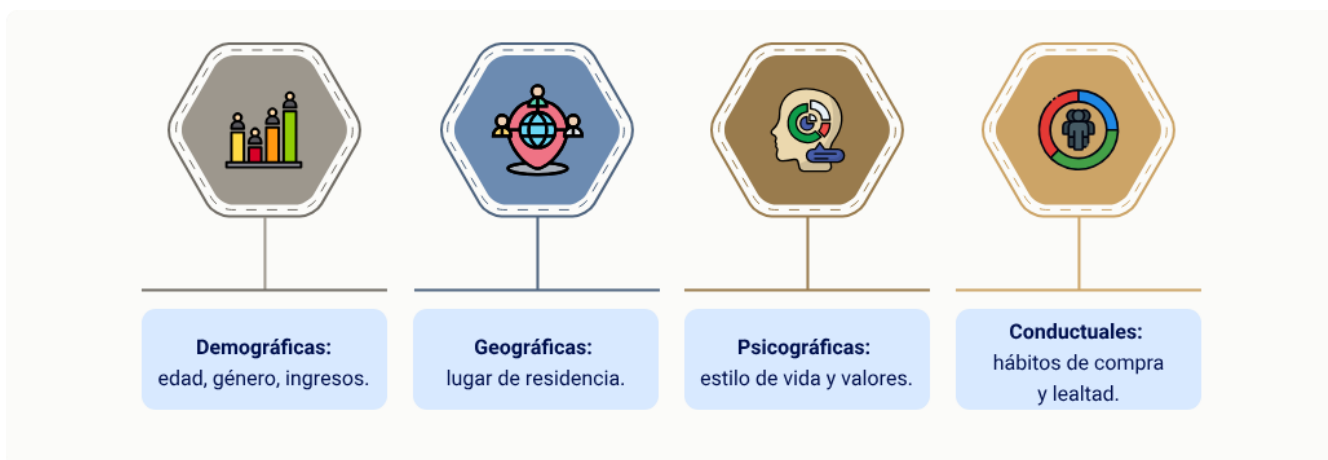 Demográficas:
edad, género, ingresos.
Geográficas:
lugar de residencia.
Psicográficas:
estilo de vida y valores.
Conductuales:
hábitos de compra
y lealtad.